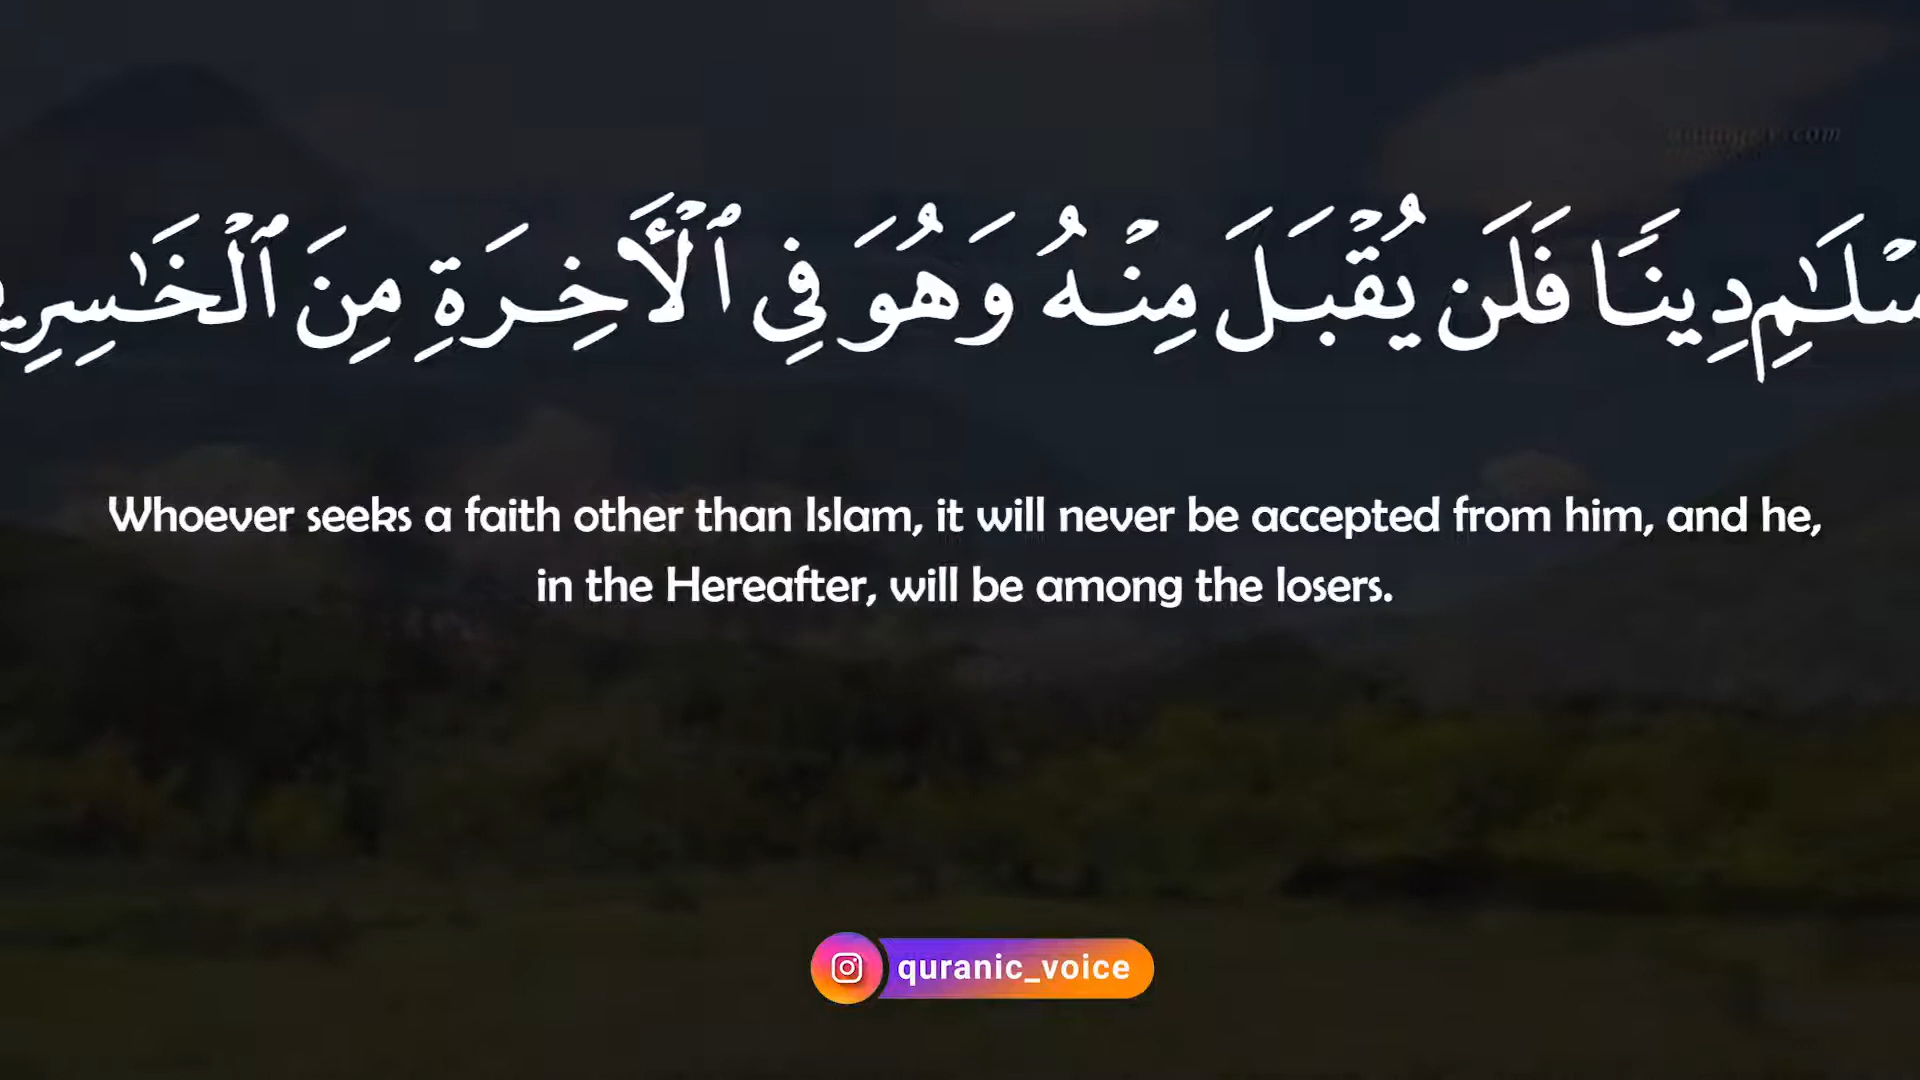 سْلَـٰمِ دِينًا فَلَن يُقْبَلَ مِنْهُ وَهُوَ فِى ٱلْأَخِرَةِ مِنَ ٱلْخَـٰسِرِي
Whoever seeks a faith other than Islam, it will never be accepted from him, and he,
in the Hereafter, will be among the losers.
quranic_voice